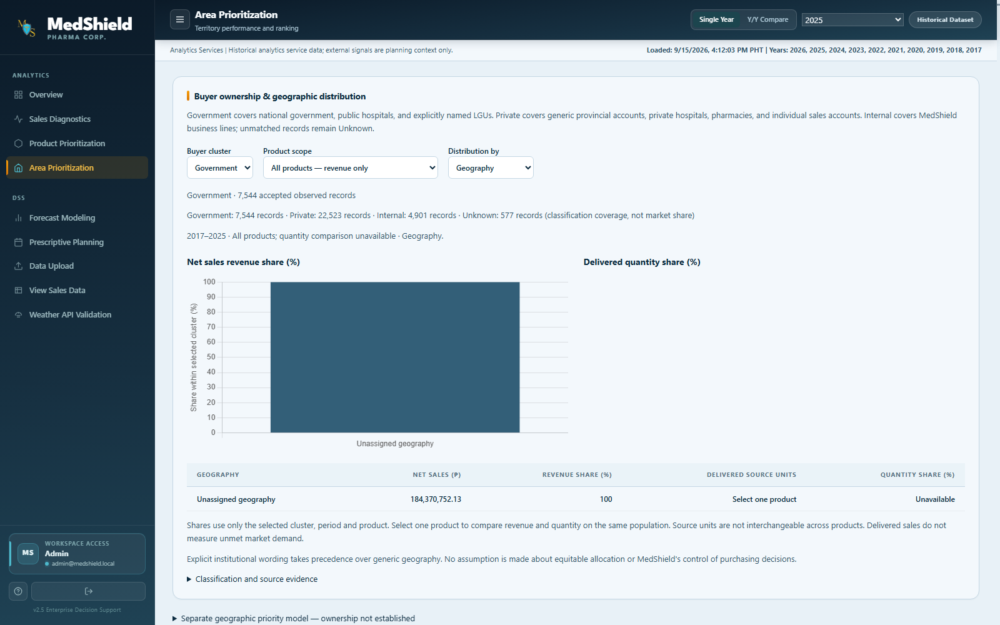 MS
MedShield
PHARMA CORP.
ANALYTICS
Overview
Sales Diagnostics
Product Prioritization
Area Prioritization
DSS
Forecast Modeling
Prescriptive Planning
Data Upload
View Sales Data
Weather API Validation
MS
WORKSPACE ACCESS
Admin
admin@medshield.local
v2.5 Enterprise Decision Support
Area Prioritization
Territory performance and ranking
Single Year
Y/Y Compare
2025
Historical Dataset
Analytics Services | Historical analytics service data; external signals are planning context only.
Loaded: 9/15/2026, 4:12:03 PM PHT | Years: 2026, 2025, 2024, 2023, 2022, 2021, 2020, 2019, 2018, 2017
Buyer ownership & geographic distribution
Government covers national government, public hospitals, and explicitly named LGUs. Private covers generic provincial accounts, private hospitals, pharmacies, and individual sales accounts. Internal covers MedShield
business lines; unmatched records remain Unknown.
Buyer cluster
Product scope
Distribution by
Government
All products — revenue only
Geography
Government · 7,544 accepted observed records
Government: 7,544 records · Private: 22,523 records · Internal: 4,901 records · Unknown: 577 records (classification coverage, not market share)
2017–2025 · All products; quantity comparison unavailable · Geography.
Net sales revenue share (%)
Delivered quantity share (%)
Share within selected cluster (%)
100
90
80
70
60
50
40
30
20
10
0
Unassigned geography
GEOGRAPHY
NET SALES (₱)
REVENUE SHARE (%)
DELIVERED SOURCE UNITS
QUANTITY SHARE (%)
Unassigned geography
184,370,752.13
100
Select one product
Unavailable
Shares use only the selected cluster, period and product. Select one product to compare revenue and quantity on the same population. Source units are not interchangeable across products. Delivered sales do not
measure unmet market demand.
Explicit institutional wording takes precedence over generic geography. No assumption is made about equitable allocation or MedShield's control of purchasing decisions.
Classification and source evidence
Separate geographic priority model — ownership not established